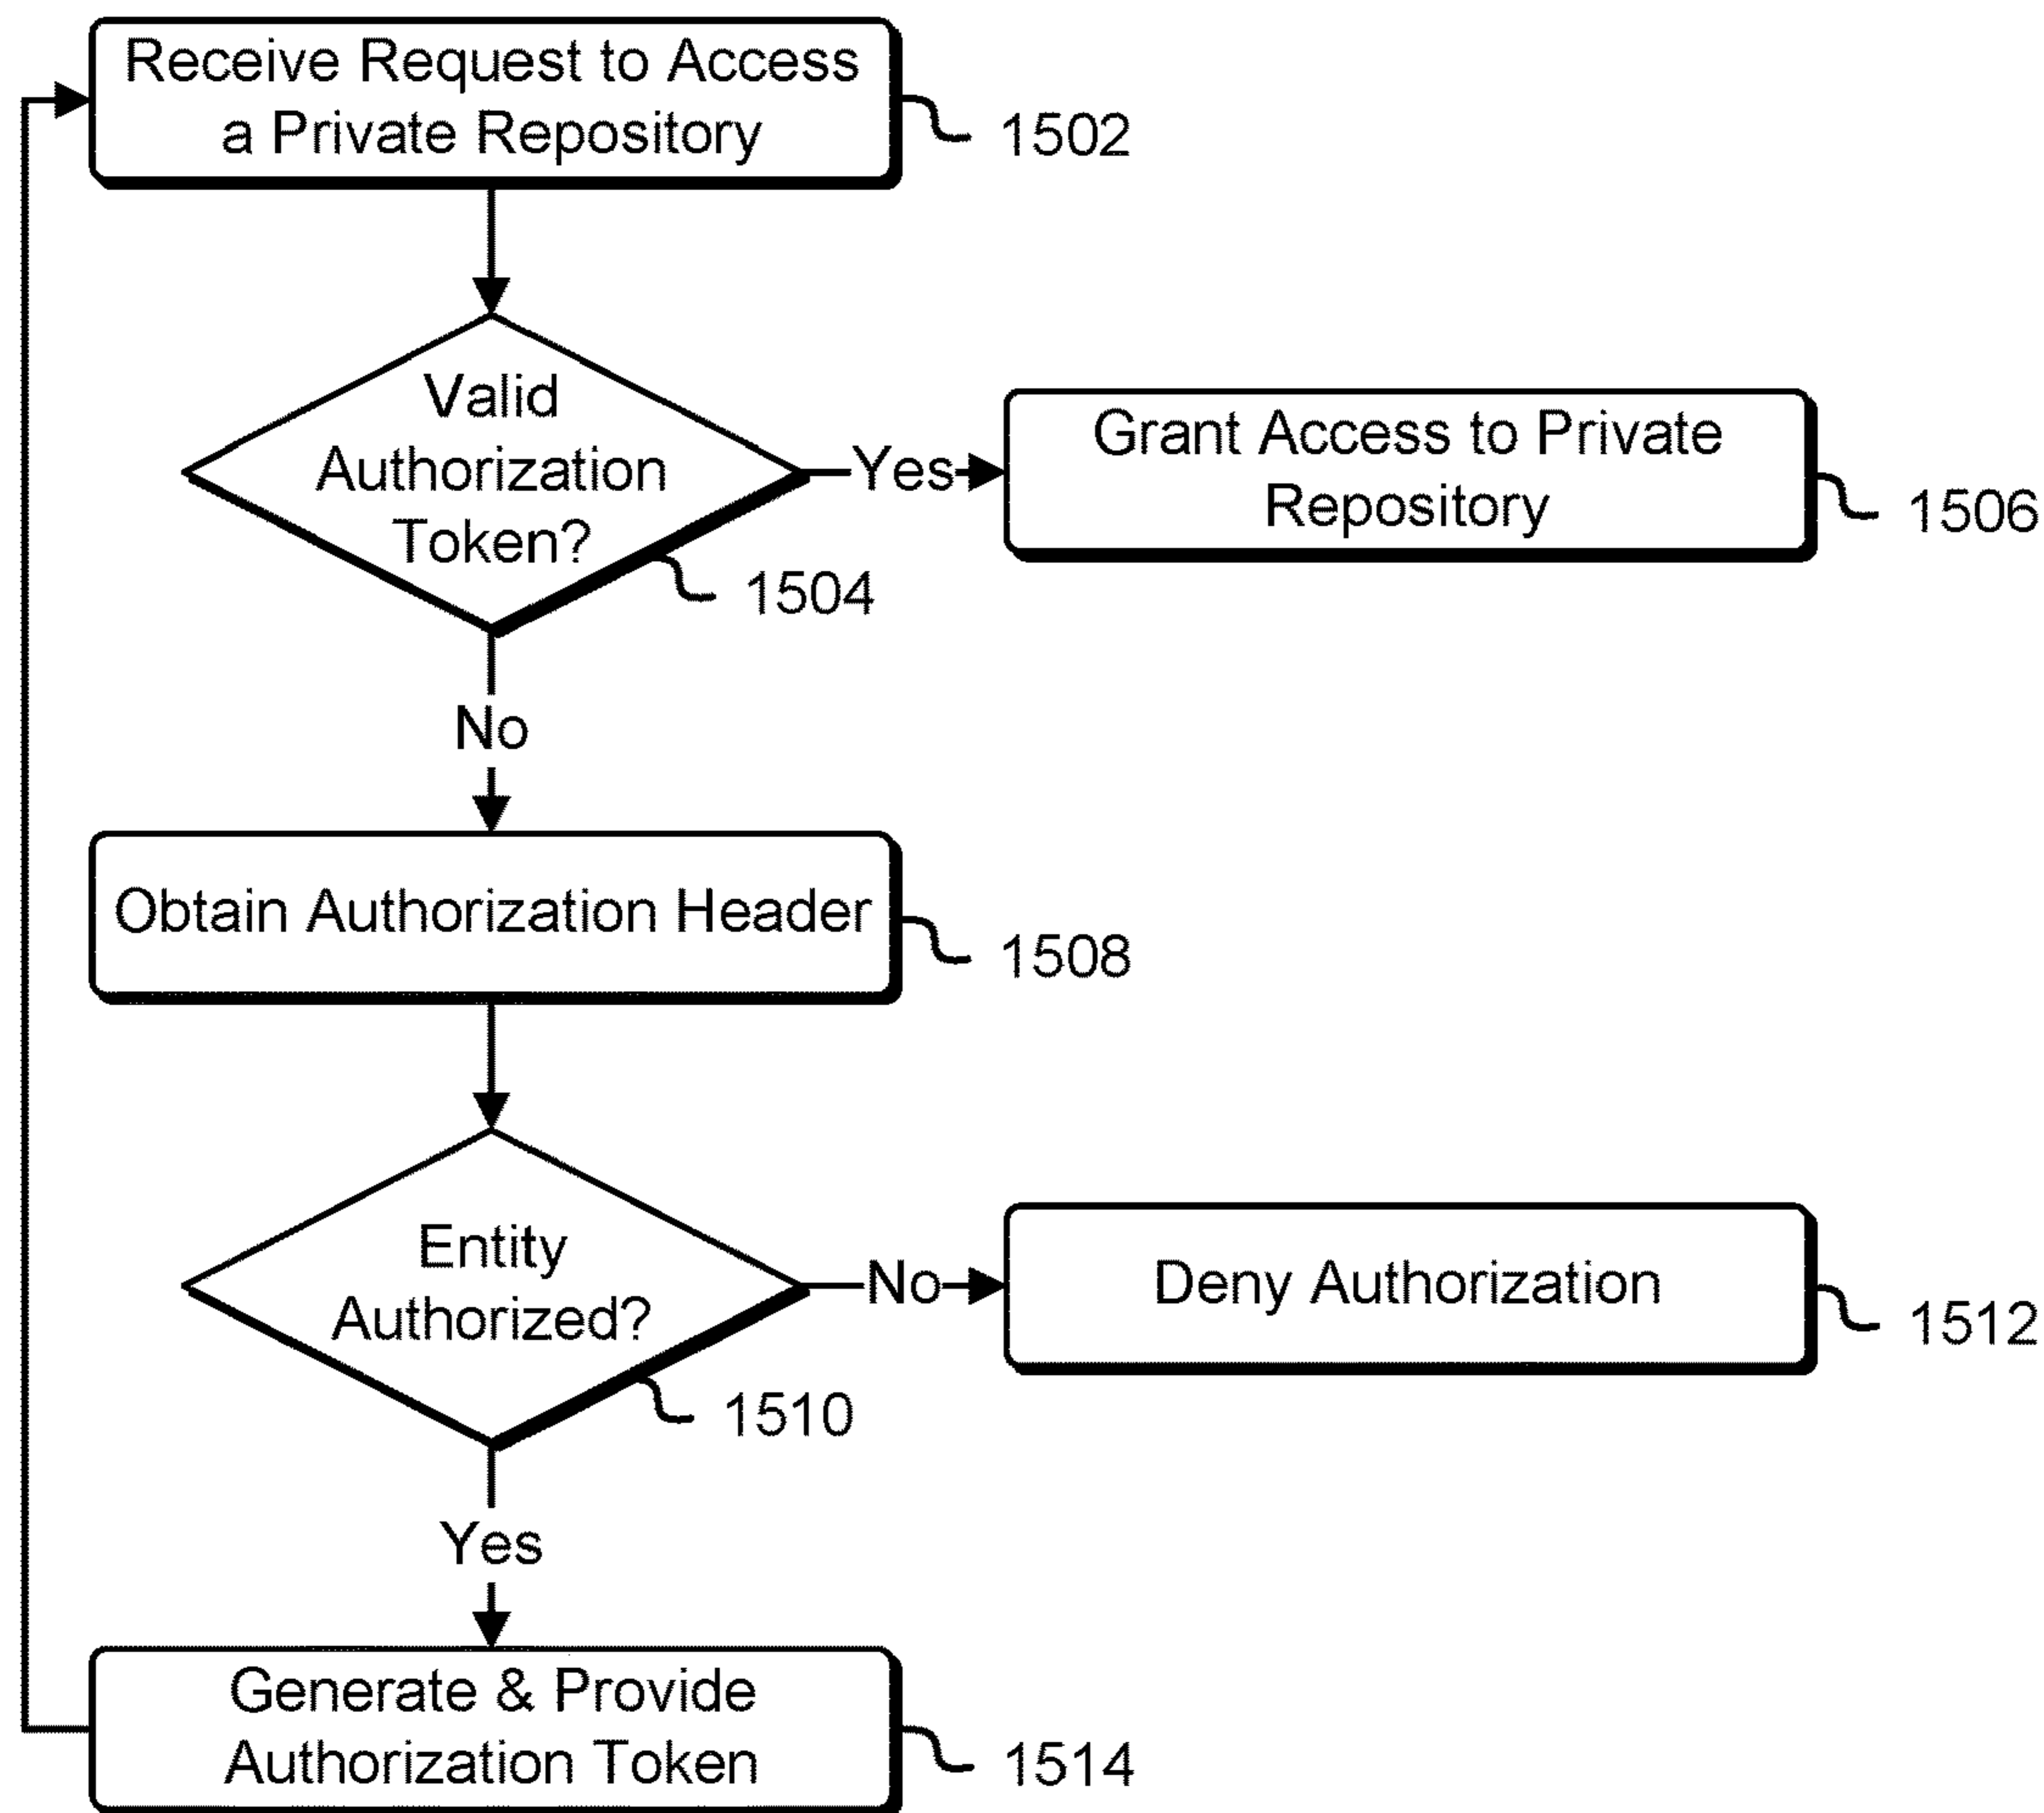 Receive Request to Access
a Private Repository
1502
Valid
Authorization
Token?
1504
Yes
Grant Access to Private
Repository
1506
No
Obtain Authorization Header
1508
Entity
Authorized?
1510
No
Deny Authorization
1512
Yes
Generate & Provide
Authorization Token
1514